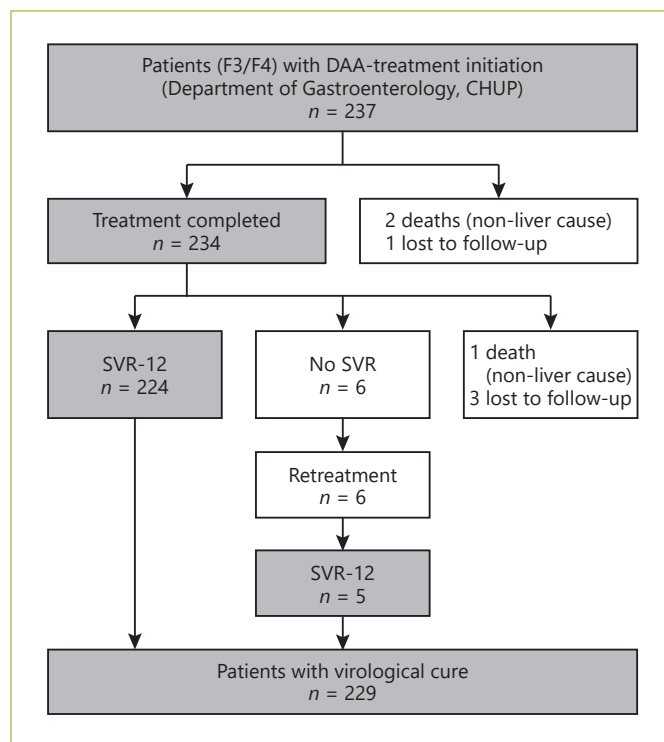 Patients (F3/F4) with DAA-treatment initiation
(Department of Gastroenterology, CHUP)
n = 237
Treatment completed
n = 234
2 deaths (non-liver cause)
1 lost to follow-up
SVR-12
n = 224
No SVR
n = 6
1 death
(non-liver cause)
3 lost to follow-up
Retreatment
n = 6
SVR-12
n = 5
Patients with virological cure
n = 229